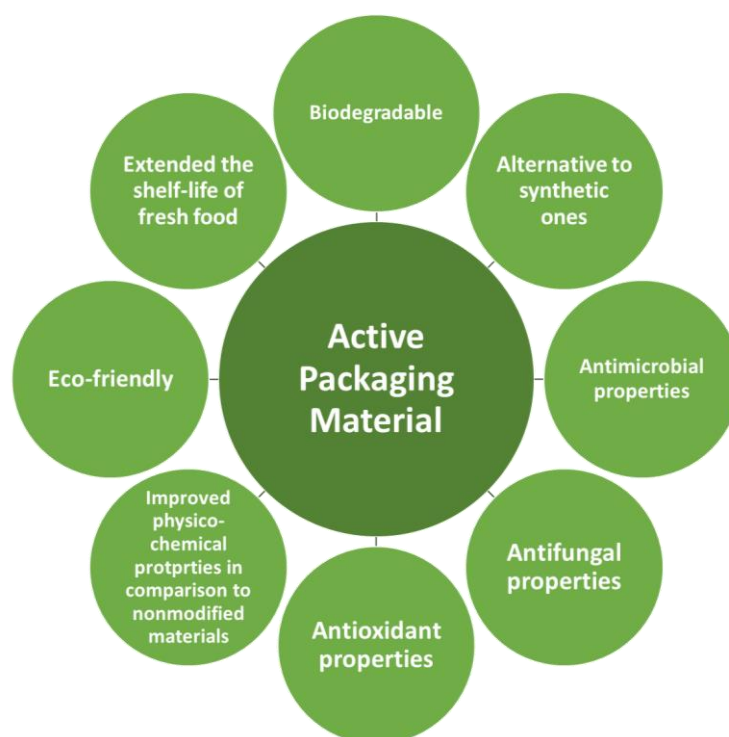 Biodegradable
Alternative to
synthetic
ones
Antimicrobial
properties
Antifungal
properties
Antioxidant
properties
Improved
physico-
chemical
protprties in
comparison to
nonmodified
materials
Eco-friendly
Extended the
shelf-life of
fresh food
Active
Packaging
Material